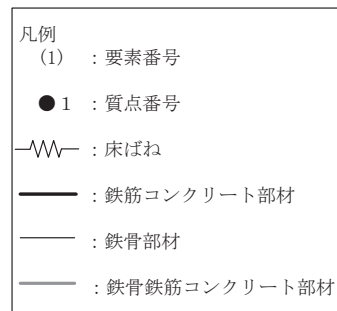 凡例
(1) ：要素番号
● 1 ：質点番号
：床ばね
：鉄筋コンクリート部材
：鉄骨部材
：鉄骨鉄筋コンクリート部材